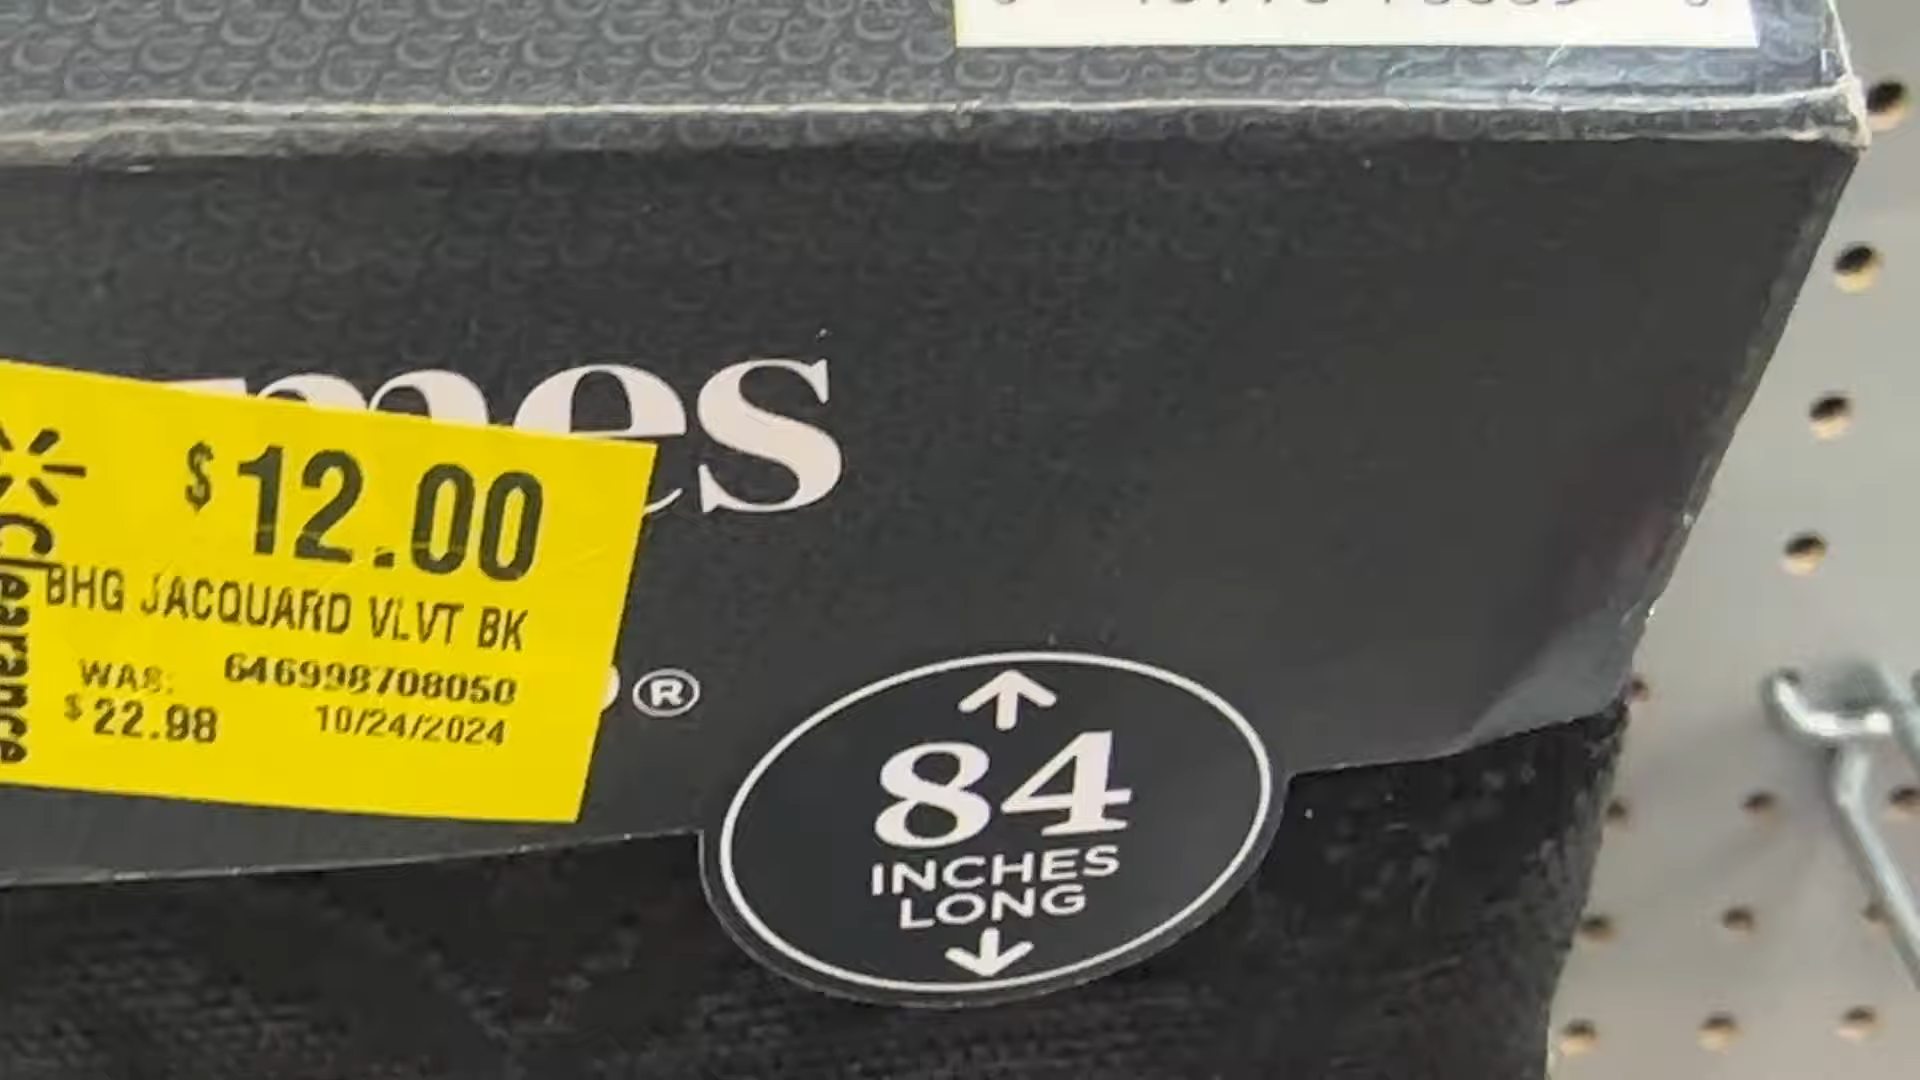 mes
Clearance
$12.00
BHG JACQUARD VLVT BK
WAS: 646998708050
$22.98 10/24/2024
®
84
INCHES
LONG